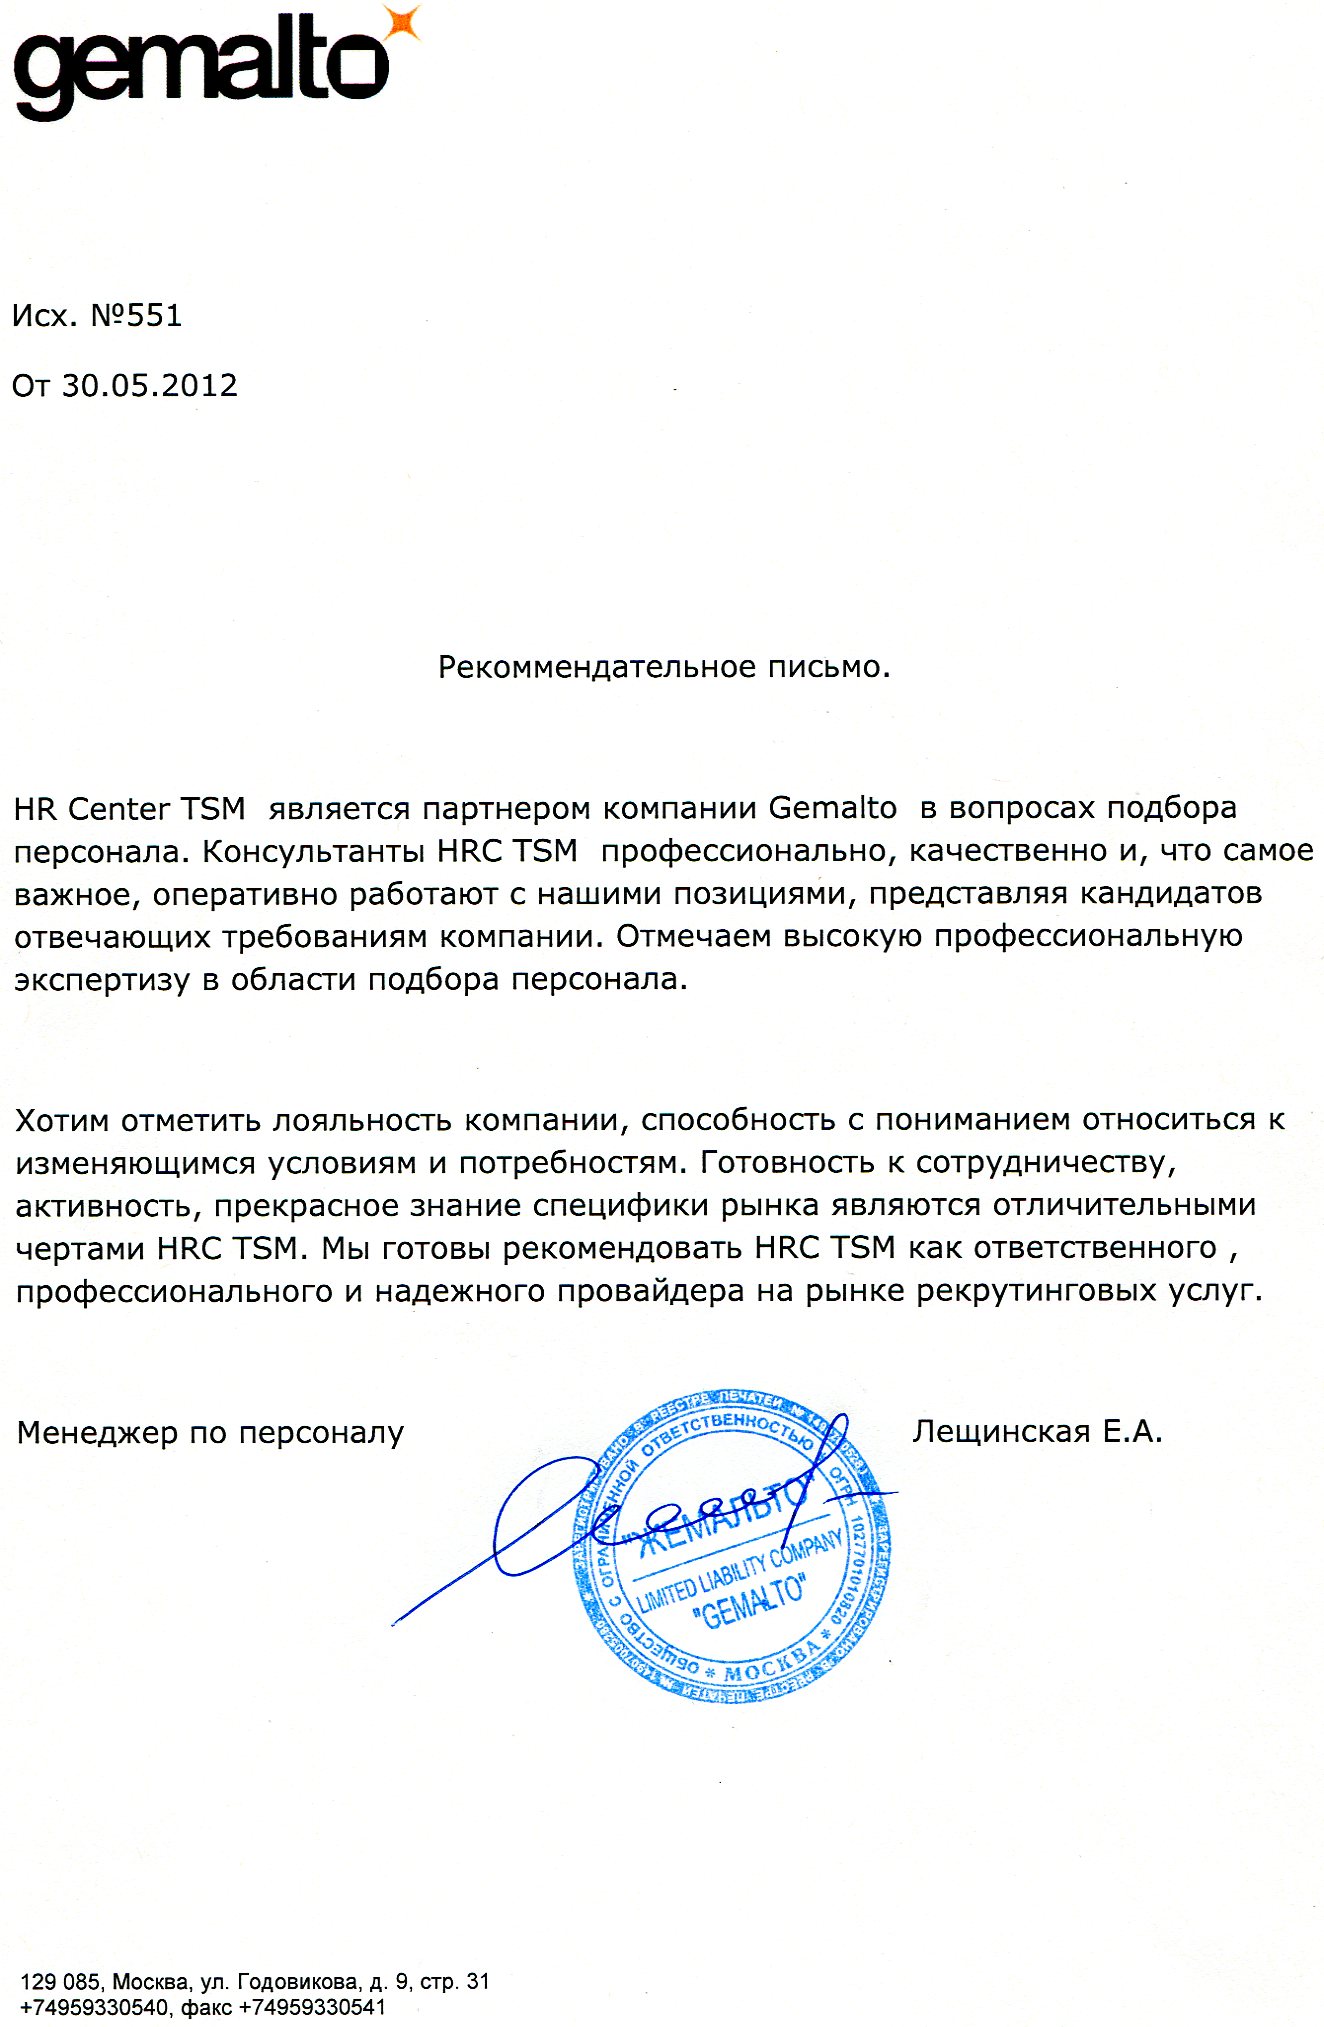 gemalto
Исх. №551
От 30.05.2012
Рекоммендательное письмо.
HR Center TSM является партнером компании Gemalto в вопросах подбора
персонала. Консультанты HRC TSM профессионально, качественно и, что самое
важное, оперативно работают с нашими позициями, представляя кандидатов
отвечающих требованиям компании. Отмечаем высокую профессиональную
экспертизу в области подбора персонала.
Хотим отметить лояльность компании, способность с пониманием относиться к
изменяющимся условиям и потребностям. Готовность к сотрудничеству,
активность, прекрасное знание специфики рынка являются отличительными
чертами HRC TSM. Мы готовы рекомендовать HRC TSM как ответственного ,
профессионального и надежного провайдера на рынке рекрутинговых услуг.
Менеджер по персоналу
Лещинская Е.А.
ОБЩЕСТВО С ОГРАНИЧЕННОЙ ОТВЕТСТВЕННОСТЬЮ * ОГРН 1027701010820 * МОСКВА *
"ЖЕМАЛЬТО"
LIMITED LIABILITY COMPANY
"GEMALTO"
129 085, Москва, ул. Годовикова, д. 9, стр. 31
+74959330540, факс +74959330541